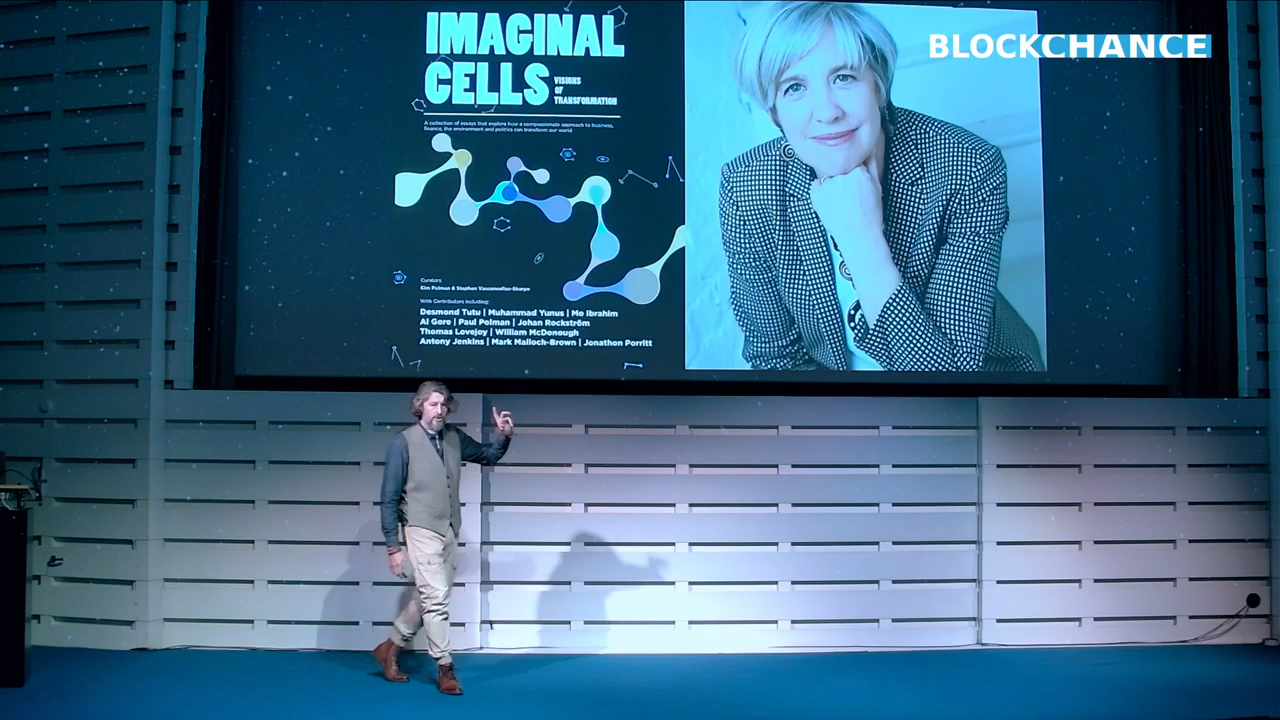 BLOCKCHANCE
IMAGINAL
CELLS
VISIONS
OF
TRANSFORMATION
A collection of essays that explore how a compassionate approach to business,
finance, the environment and politics can transform our world
Curators
Kim Polman & Stephen Vasconcellos-Sharpe
With Contributors including:
Desmond Tutu | Muhammad Yunus | Mo Ibrahim
Al Gore | Paul Polman | Johan Rockström
Thomas Lovejoy | William McDonough
Antony Jenkins | Mark Malloch-Brown | Jonathon Porritt